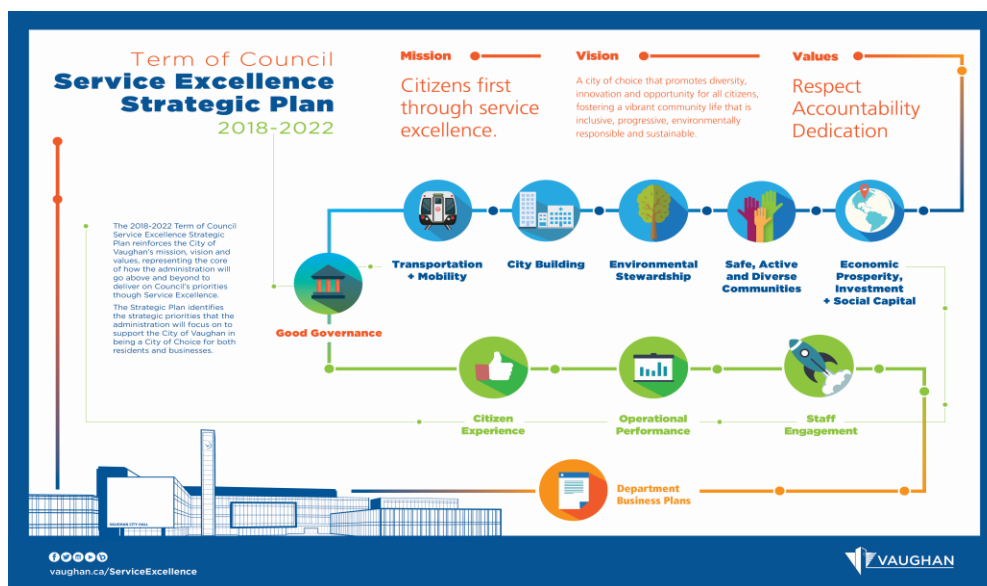 Term of Council
Service Excellence
Strategic Plan
2018-2022
Mission
Citizens first
through service
excellence.
Vision
A city of choice that promotes diversity,
innovation and opportunity for all citizens,
fostering a vibrant community life that is
inclusive, progressive, environmentally
responsible and sustainable.
Values
Respect
Accountability
Dedication
The 2018-2022 Term of Council
Service Excellence Strategic
Plan reinforces the City of
Vaughan's mission, vision and
values, representing the core
of how the administration will
go above and beyond to
deliver on Council's priorities
though Service Excellence.
The Strategic Plan identifies
the strategic priorities that the
administration will focus on to
support the City of Vaughan in
being a City of Choice for both
residents and businesses.
Good Governance
Transportation
+ Mobility
City Building
Environmental
Stewardship
Safe, Active
and Diverse
Communities
Economic
Prosperity,
Investment
+ Social Capital
Citizen
Experience
Operational
Performance
Staff
Engagement
Department
Business Plans
VAUGHAN CITY HALL
vaughan.ca/ServiceExcellence
VAUGHAN